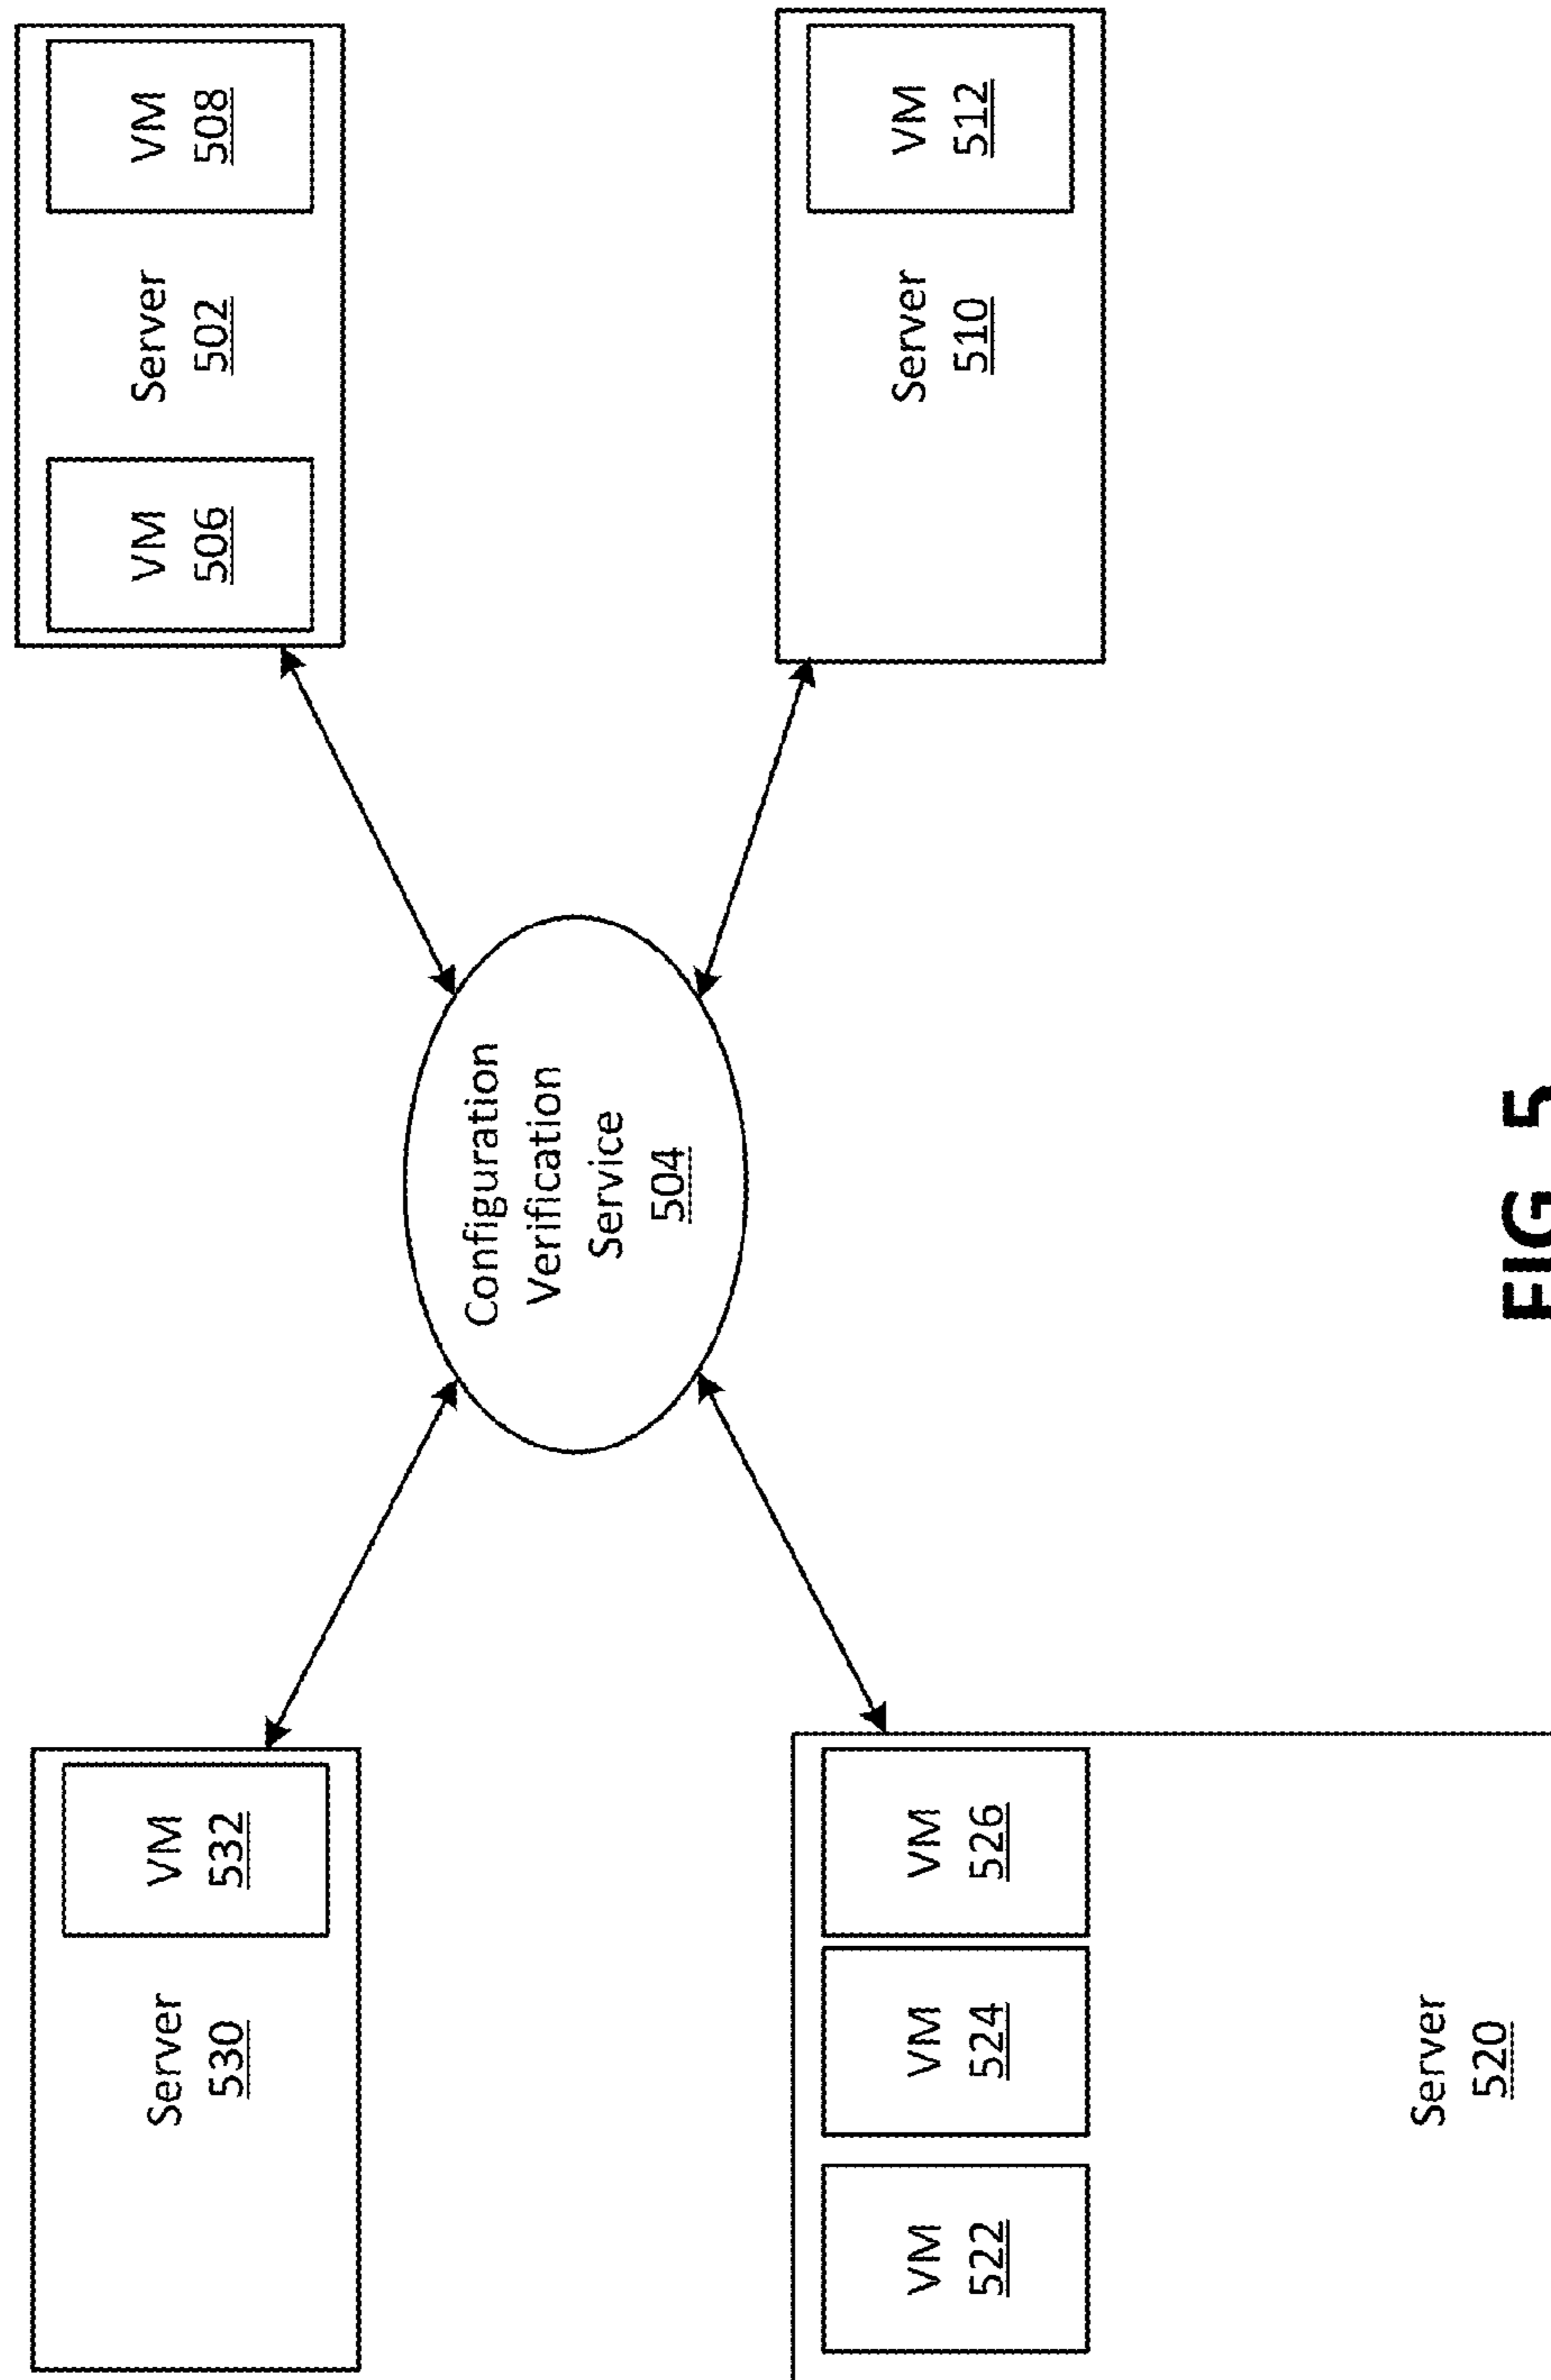 Server
530
VM
532
VM
506
Server
502
VM
508
Configuration
Verification
Service
504
VM
522
VM
524
VM
526
Server
520
Server
510
VM
512
FIG. 5